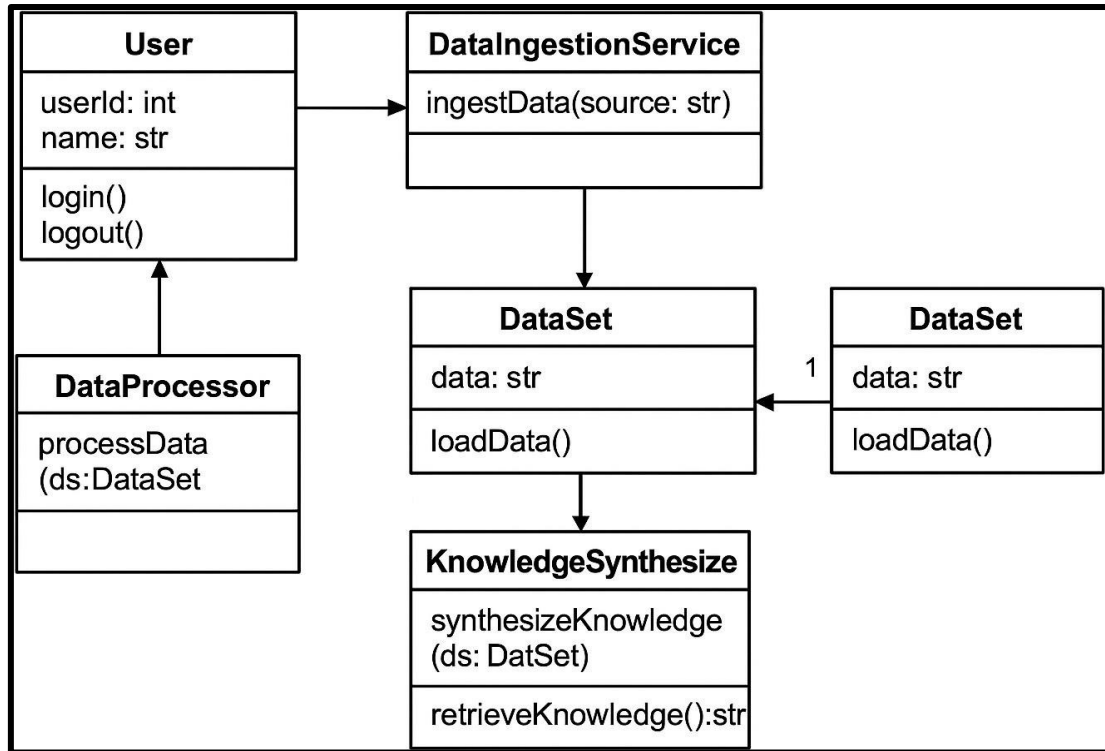 User
userId: int
name: str
login()
logout()
DataIngestionService
ingestData(source: str)
DataProcessor
processData
(ds:DataSet
DataSet
data: str
loadData()
1
DataSet
data: str
loadData()
KnowledgeSynthesize
synthesizeKnowledge
(ds: DatSet)
retrieveKnowledge():str